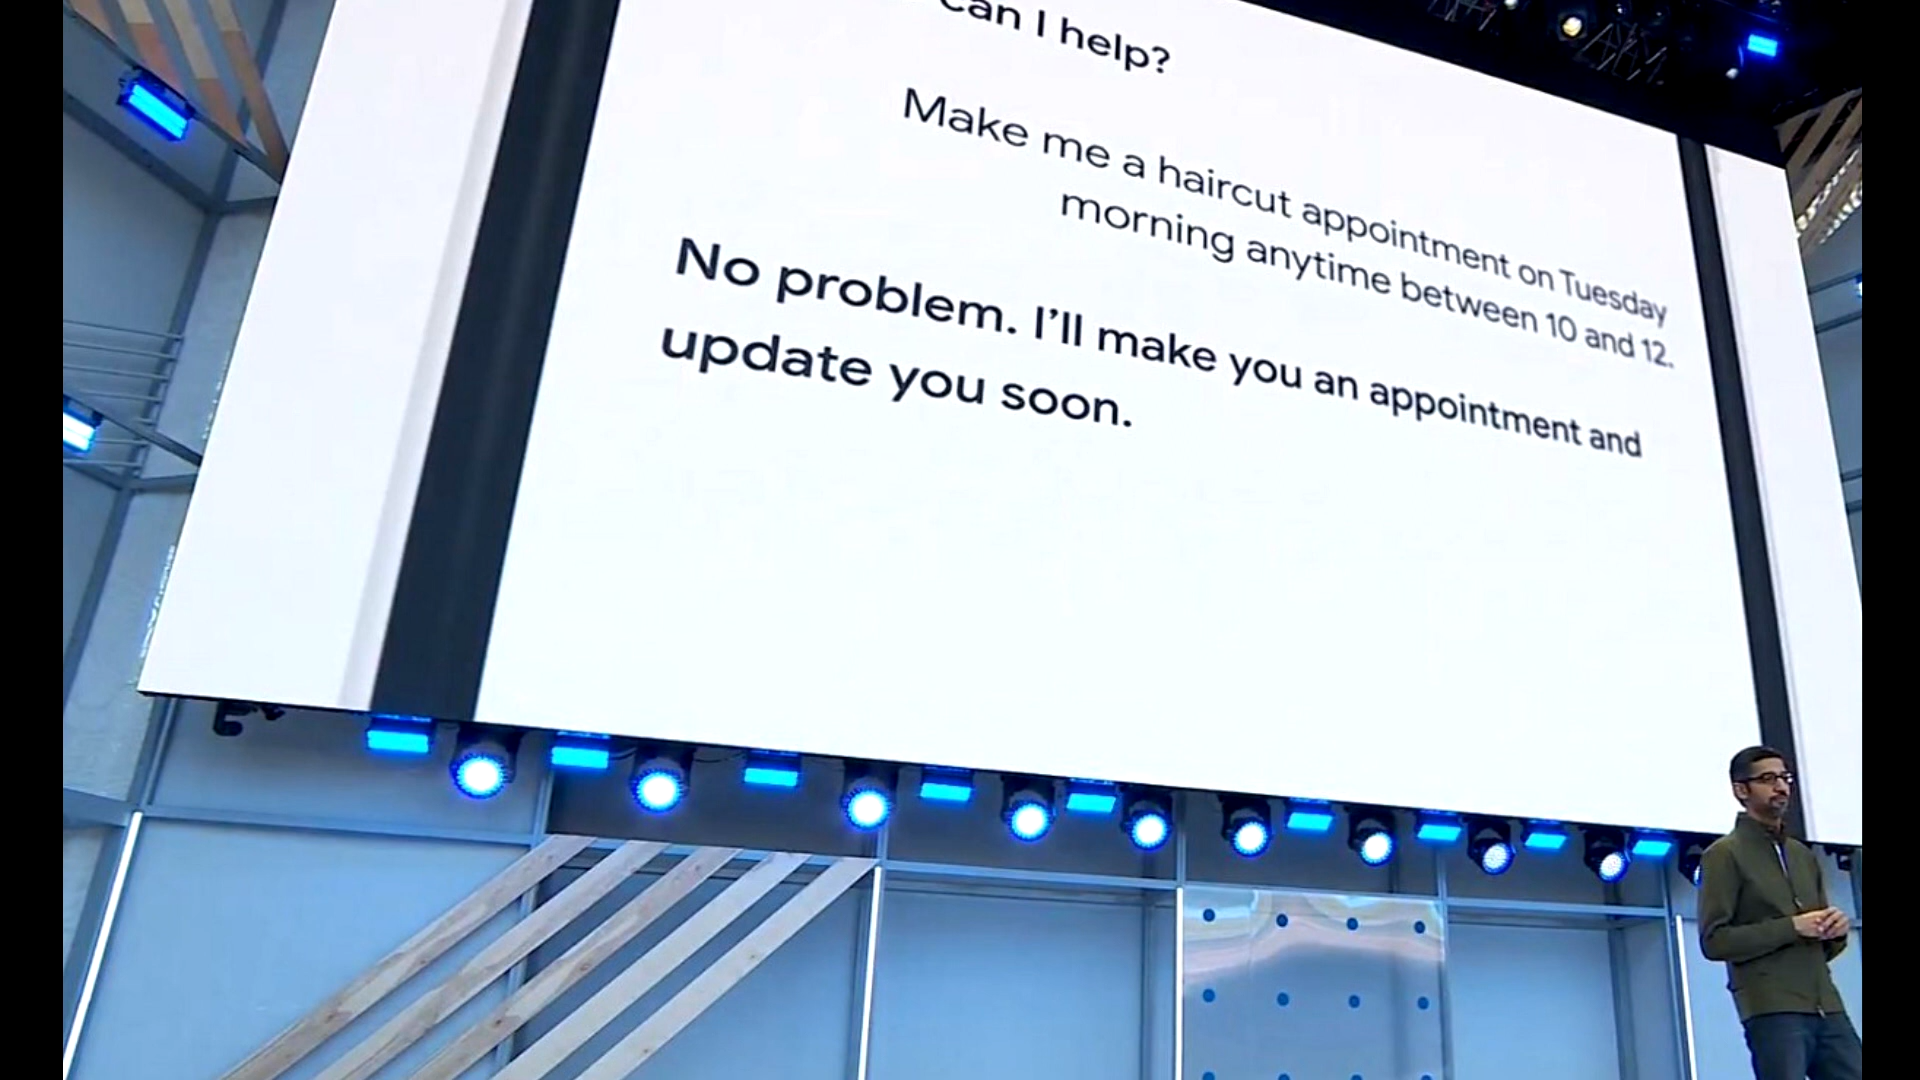 Can I help?
Make me a haircut appointment on Tuesday
morning anytime between 10 and 12.
No problem. I’ll make you an appointment and
update you soon.